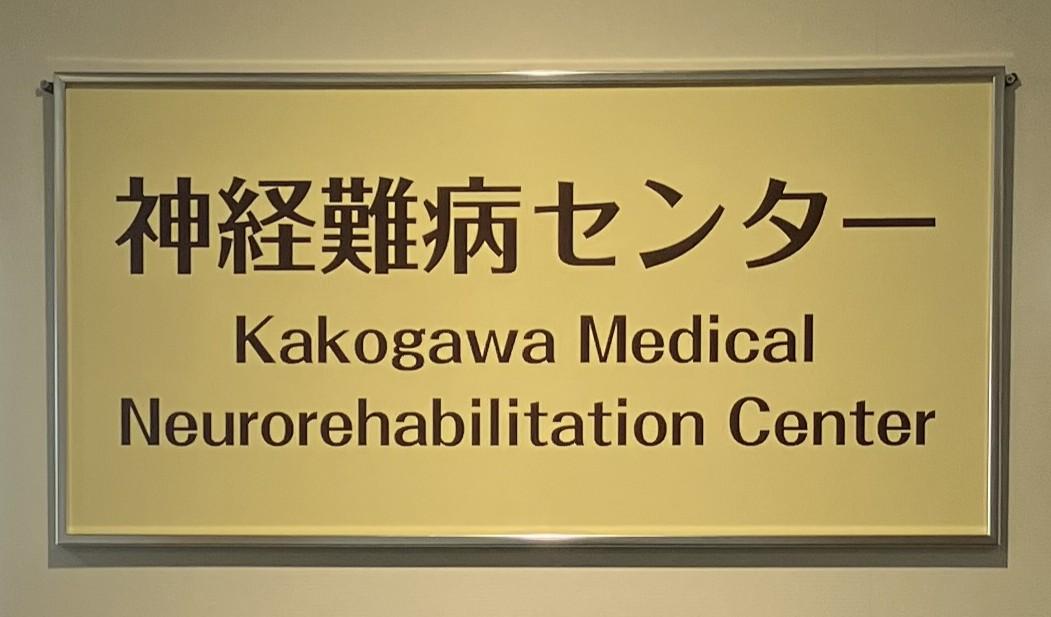 神経難病センター
Kakogawa Medical
Neurorehabilitation Center